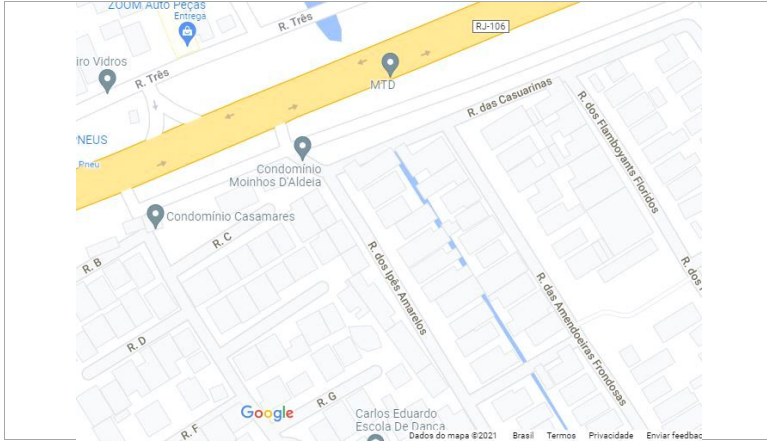 ZOOM Auto Peças
Entrega
R. Três
RJ-106
iro Vidros
R. Três
MTD
R. das Casuarinas
R. dos Flamboyants Floridos
NEUS
Pneu
Condomínio
Moinhos D'Aldeia
Condomínio Casamares
R. C
R. B
R. dos Ipês Amarelos
R. das Amendoeiras Frondosas
R. dos
R. D
R. G
R. F
Google
Carlos Eduardo
Escola De Dança
Dados do mapa ©2021 Brasil Termos Privacidade Enviar feedbac